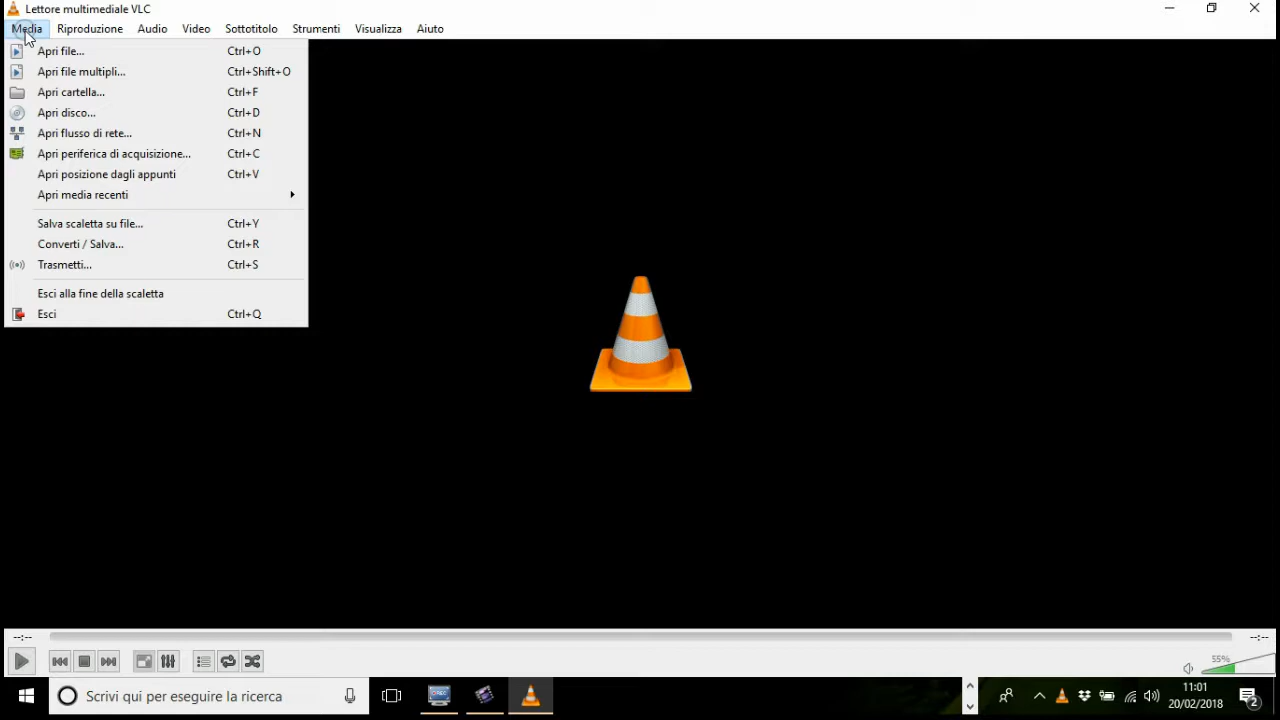 Lettore multimediale VLC
Media Riproduzione Audio Video Sottotitolo Strumenti Visualizza Aiuto
Apri file... Ctrl+O
Apri file multipli... Ctrl+Shift+O
Apri cartella... Ctrl+F
Apri disco... Ctrl+D
Apri flusso di rete... Ctrl+N
Apri periferica di acquisizione... Ctrl+C
Apri posizione dagli appunti Ctrl+V
Apri media recenti
Salva scaletta su file... Ctrl+Y
Converti / Salva... Ctrl+R
Trasmetti... Ctrl+S
Esci alla fine della scaletta
Esci Ctrl+Q
--:-- --:--
55%
Scrivi qui per eseguire la ricerca
11:01
20/02/2018
2